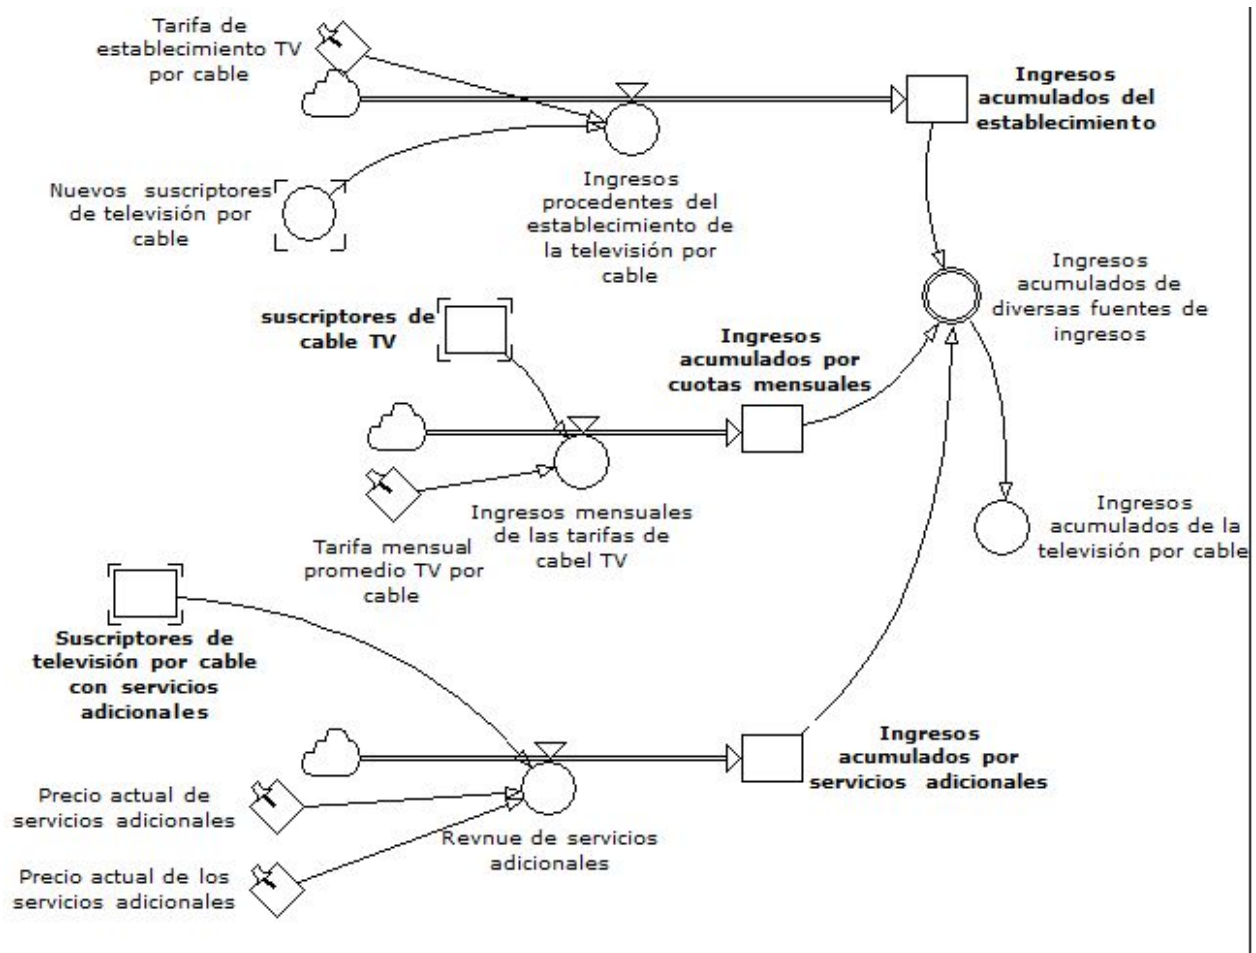 Tarifa de
establecimiento TV
por cable
Ingresos
acumulados del
establecimiento
Nuevos suscriptores
de televisión por
cable
Ingresos
procedentes del
establecimiento de
la televisión por
cable
Ingresos
acumulados de
diversas fuentes de
ingresos
suscriptores de
cable TV
Ingresos
acumulados por
cuotas mensuales
Ingresos mensuales
de las tarifas de
cabel TV
Tarifa mensual
promedio TV por
cable
Ingresos
acumulados de la
televisión por cable
Suscriptores de
televisión por cable
con servicios
adicionales
Ingresos
acumulados por
servicios adicionales
Precio actual de
servicios adicionales
Revnue de servicios
adicionales
Precio actual de los
servicios adicionales